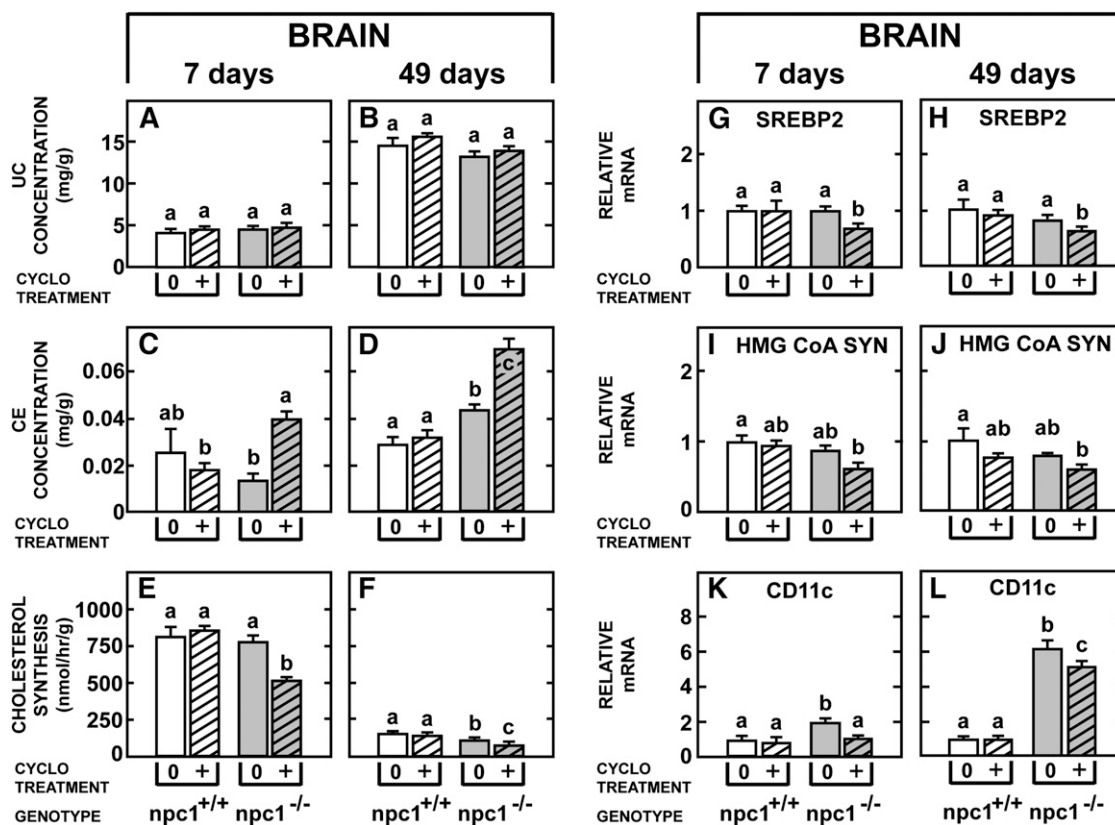 BRAIN
7 days 49 days
A
UC
CONCENTRATION
(mg/g)
15
10
5
0
a a a a
B
a a a a
CYCLO
TREATMENT
0 + 0 +
0 + 0 +
C
CE
CONCENTRATION
(mg/g)
0.06
0.04
0.02
0
ab b b a
D
a a b c
CYCLO
TREATMENT
0 + 0 +
0 + 0 +
E
CHOLESTEROL
SYNTHESIS
(nmol/hr/g)
1000
750
500
250
0
a a a b
F
a a b c
CYCLO
TREATMENT
0 + 0 +
0 + 0 +
GENOTYPE npc1+/+ npc1-/- npc1+/+ npc1-/-
BRAIN
7 days 49 days
G SREBP2
RELATIVE
mRNA
2
1
0
a a a b
H SREBP2
a a a b
CYCLO
TREATMENT
0 + 0 +
0 + 0 +
I HMG CoA SYN
RELATIVE
mRNA
2
1
0
a ab ab b
J HMG CoA SYN
a ab ab b
CYCLO
TREATMENT
0 + 0 +
0 + 0 +
K CD11c
RELATIVE
mRNA
8
6
4
2
0
a a b a
L CD11c
a a b c
CYCLO
TREATMENT
0 + 0 +
0 + 0 +
GENOTYPE npc1+/+ npc1-/- npc1+/+ npc1-/-